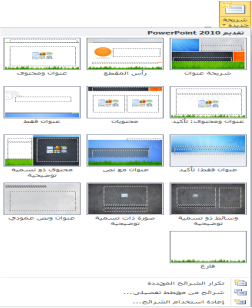 شريحة
جديدة
تقديم PowerPoint 2010
شريحة عنوان
رأس المقطع
عنوان ومحتوى
عنوان ومحتوى: تأكيد
محتويات
عنوان فقط
عنوان فقط: تأكيد
عنوان مع نص
محتوى ذو تسمية
توضيحية
وسائط ذو تسمية
توضيحية
صورة ذات تسمية
توضيحية
عنوان ونص عمودي
فارغ
تكرار الشرائح المحددة
شرائح من مخطط تفصيلي...
إعادة استخدام الشرائح...